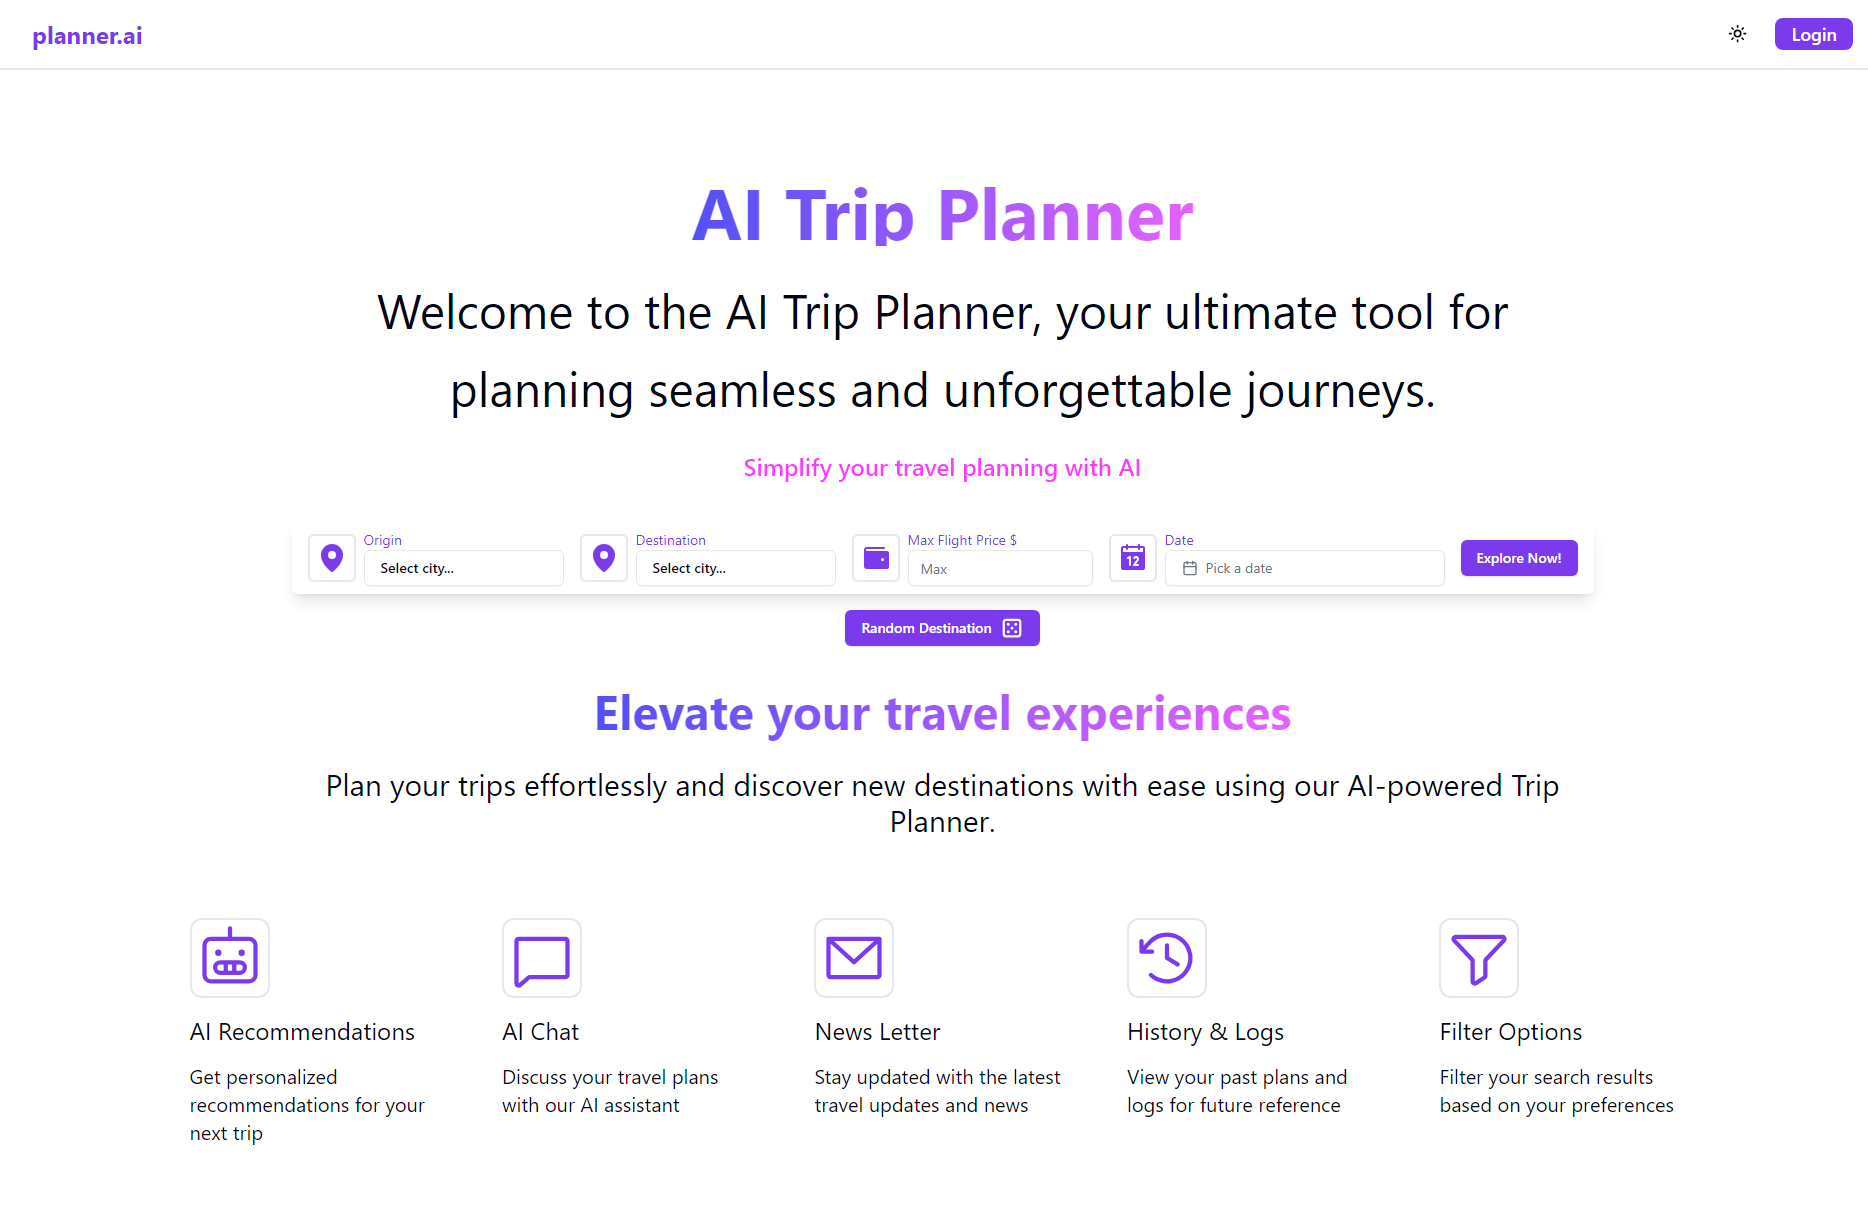 planner.ai
Login
AI Trip Planner
Welcome to the AI Trip Planner, your ultimate tool for
planning seamless and unforgettable journeys.
Simplify your travel planning with AI
Origin
Select city...
Destination
Select city...
Max Flight Price $
Max
12
Date
Pick a date
Explore Now!
Random Destination
Elevate your travel experiences
Plan your trips effortlessly and discover new destinations with ease using our AI-powered Trip
Planner.
AI Recommendations
Get personalized
recommendations for your
next trip
AI Chat
Discuss your travel plans
with our AI assistant
News Letter
Stay updated with the latest
travel updates and news
History & Logs
View your past plans and
logs for future reference
Filter Options
Filter your search results
based on your preferences